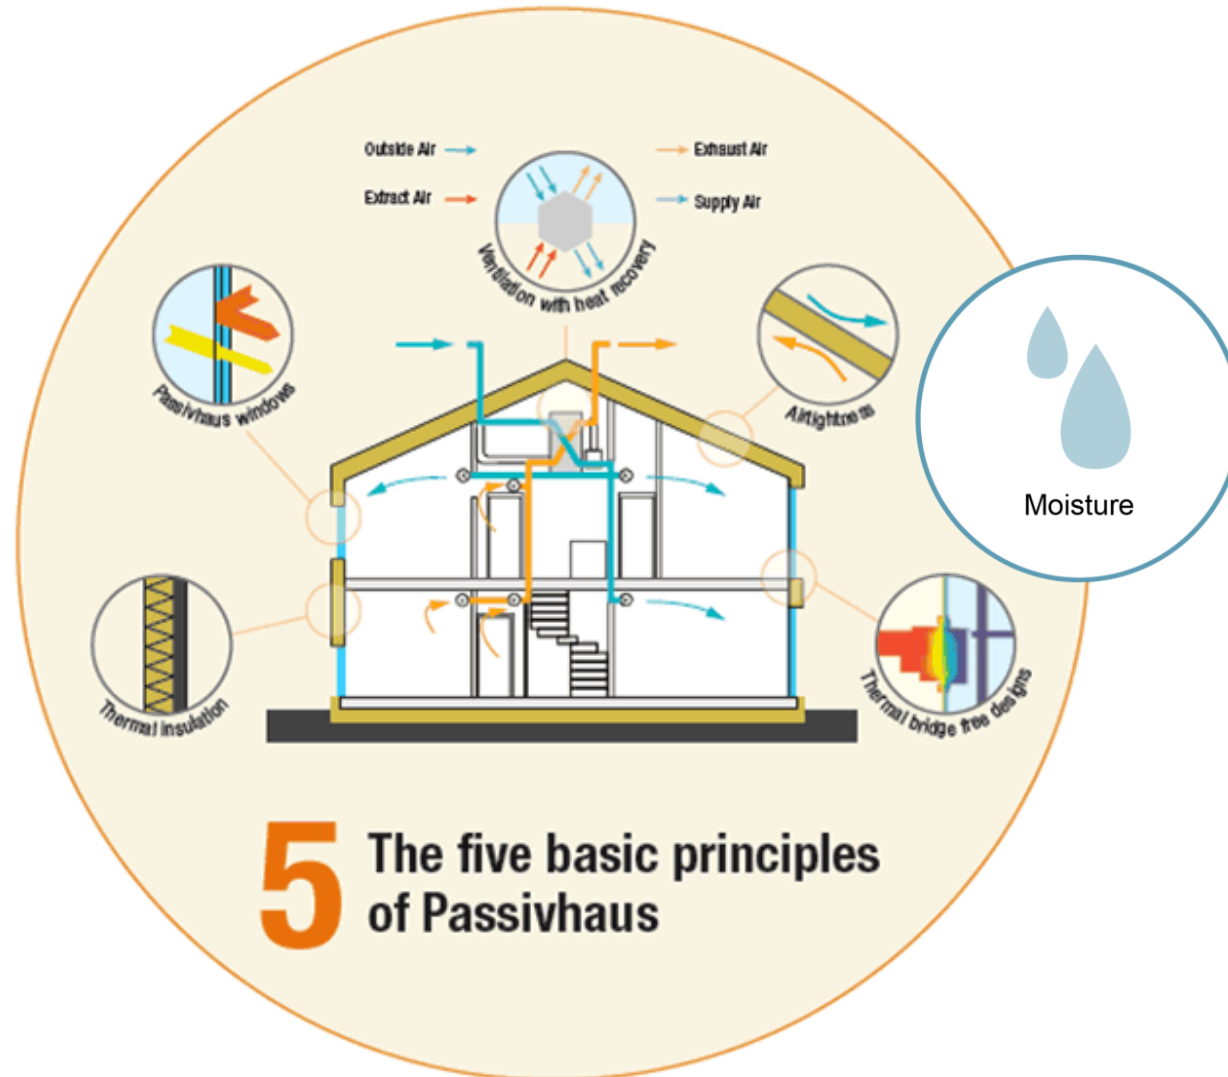 Outside Air
Exhaust Air
Extract Air
Supply Air
Ventilation with heat recovery
Passivhaus windows
Airtightness
Moisture
Thermal insulation
Thermal bridge free designs
5
The five basic principles
of Passivhaus